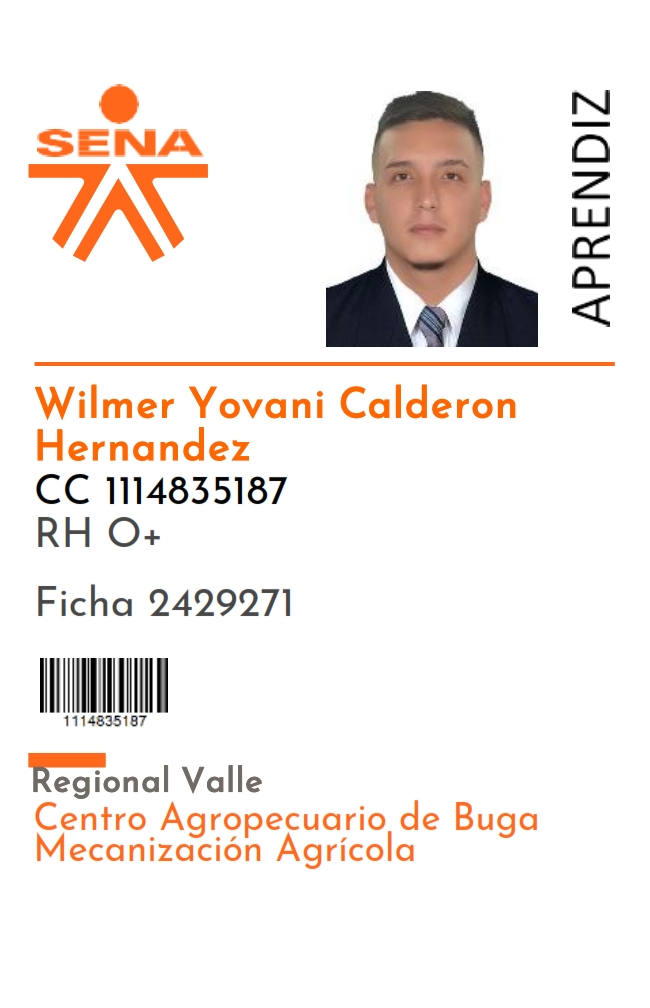 SENA
APRENDIZ
Wilmer Yovani Calderon
Hernandez
CC 1114835187
RH O+
Ficha 2429271
1114835187
Regional Valle
Centro Agropecuario de Buga
Mecanización Agrícola